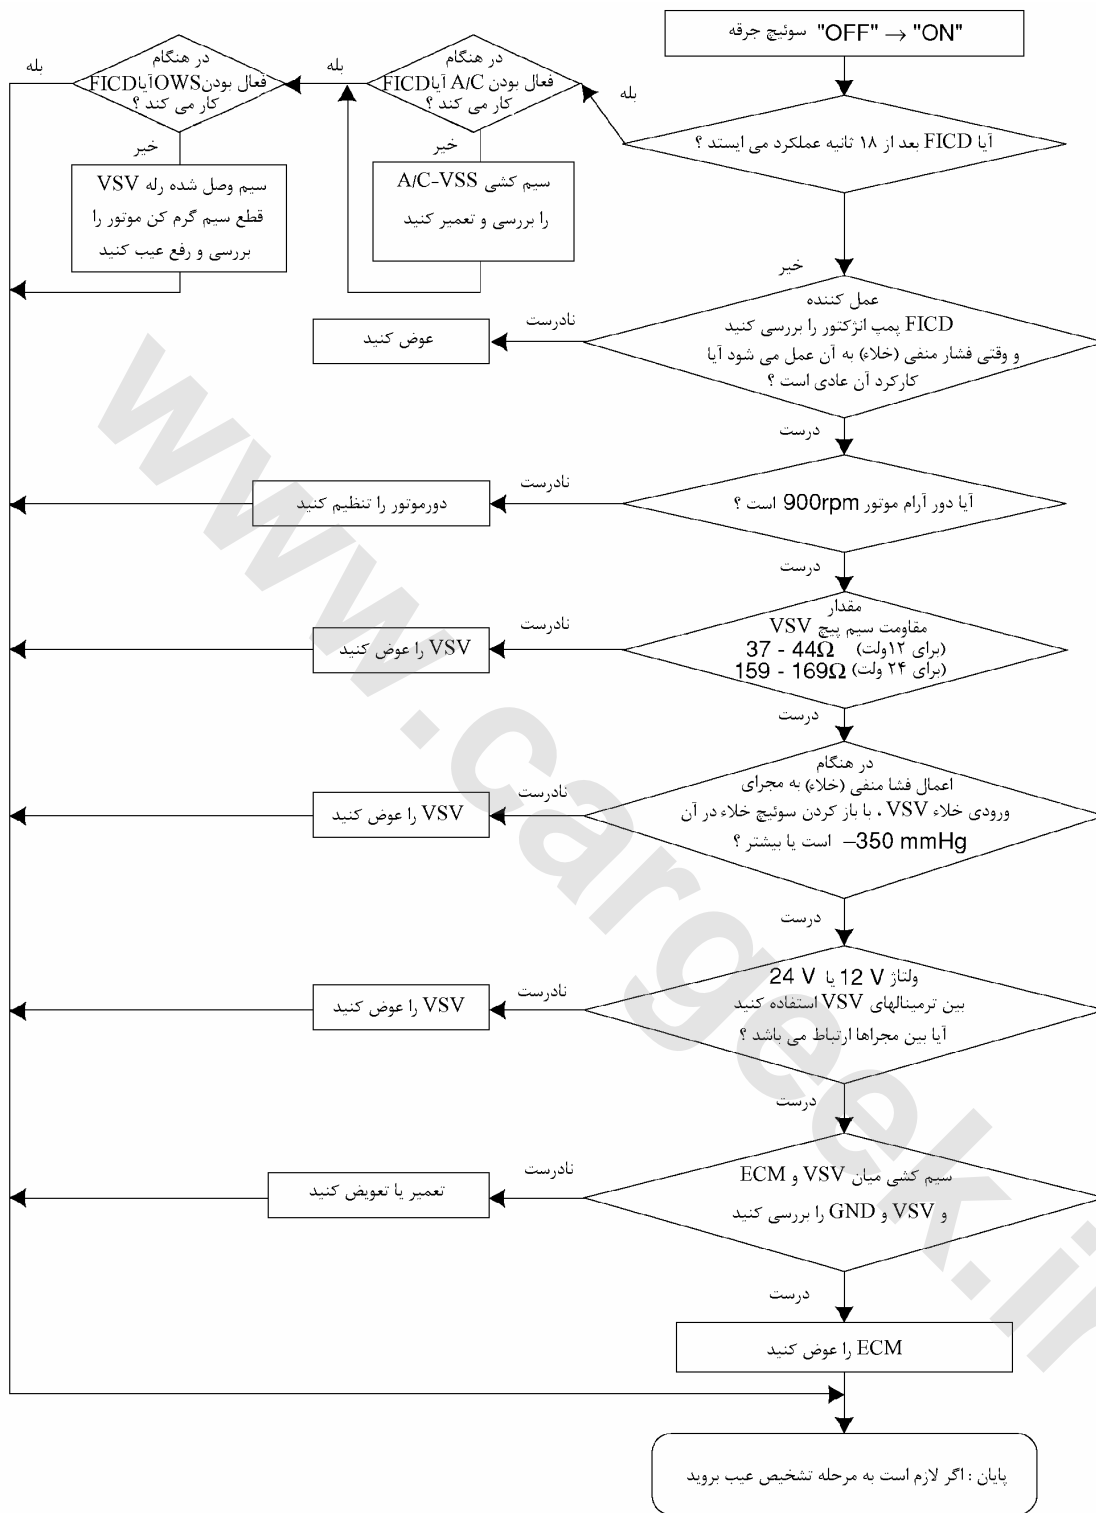 سوئیچ جرقه "OFF" → "ON"
آیا FICD بعد از ۱۸ ثانیه عملکرد می ایستد ؟
بله
در هنگام
فعال بودن A/C آیا FICD
کار می کند ؟
بله
در هنگام
فعال بودن OWS آیا FICD
کار می کند ؟
بله
خیر
سیم کشی A/C-VSS
را بررسی و تعمیر کنید
خیر
سیم وصل شده رله VSV
قطع سیم گرم کن موتور را
بررسی و رفع عیب کنید
خیر
عمل کننده
FICD پمپ انژکتور را بررسی کنید
و وقتی فشار منفی (خلاء) به آن عمل می شود آیا
کارکرد آن عادی است ؟
نادرست
عوض کنید
درست
آیا دور آرام موتور 900rpm است ؟
نادرست
دورموتور را تنظیم کنید
درست
مقدار
مقاومت سیم پیچ VSV
(برای ۱۲ولت) 37 - 44Ω
(برای ۲۴ ولت) 159 - 169Ω
نادرست
VSV را عوض کنید
درست
در هنگام
اعمال فشا منفی (خلاء) به مجرای
ورودی خلاء VSV ، با باز کردن سوئیچ خلاء در آن
–350 mmHg است یا بیشتر ؟
نادرست
VSV را عوض کنید
درست
ولتاژ 12 V یا 24 V
بین ترمینالهای VSV استفاده کنید
آیا بین مجراها ارتباط می باشد ؟
نادرست
VSV را عوض کنید
درست
سیم کشی میان VSV و ECM
و VSV و GND را بررسی کنید
نادرست
تعمیر یا تعویض کنید
درست
ECM را عوض کنید
پایان : اگر لازم است به مرحله تشخیص عیب بروید
www.cargeek.ir